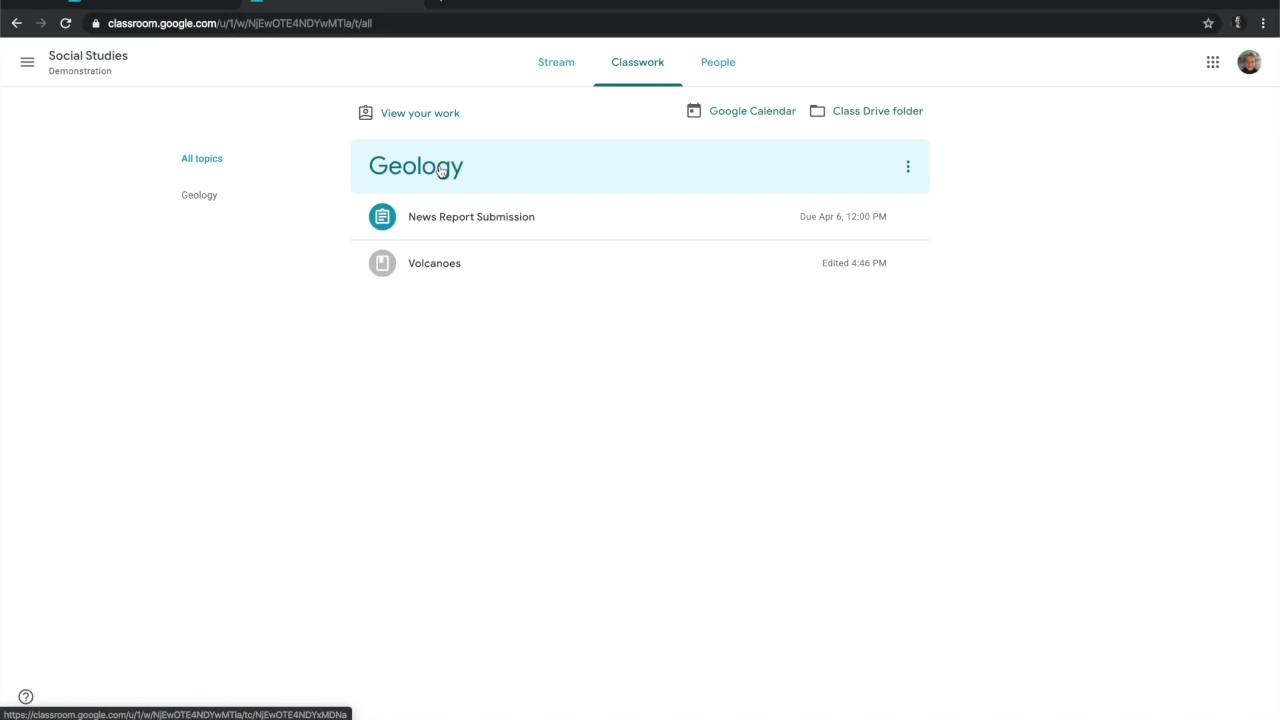 classroom.google.com/u/1/w/NjEwOTE4NDYwMTIa/t/all
Social Studies
Demonstration
Stream
Classwork
People
View your work
Google Calendar
Class Drive folder
All topics
Geology
Geology
News Report Submission
Due Apr 6, 12:00 PM
Volcanoes
Edited 4:46 PM
https://classroom.google.com/u/1/w/NjEwOTE4NDYwMTIa/tc/NjEwOTE4NDYxMDNa